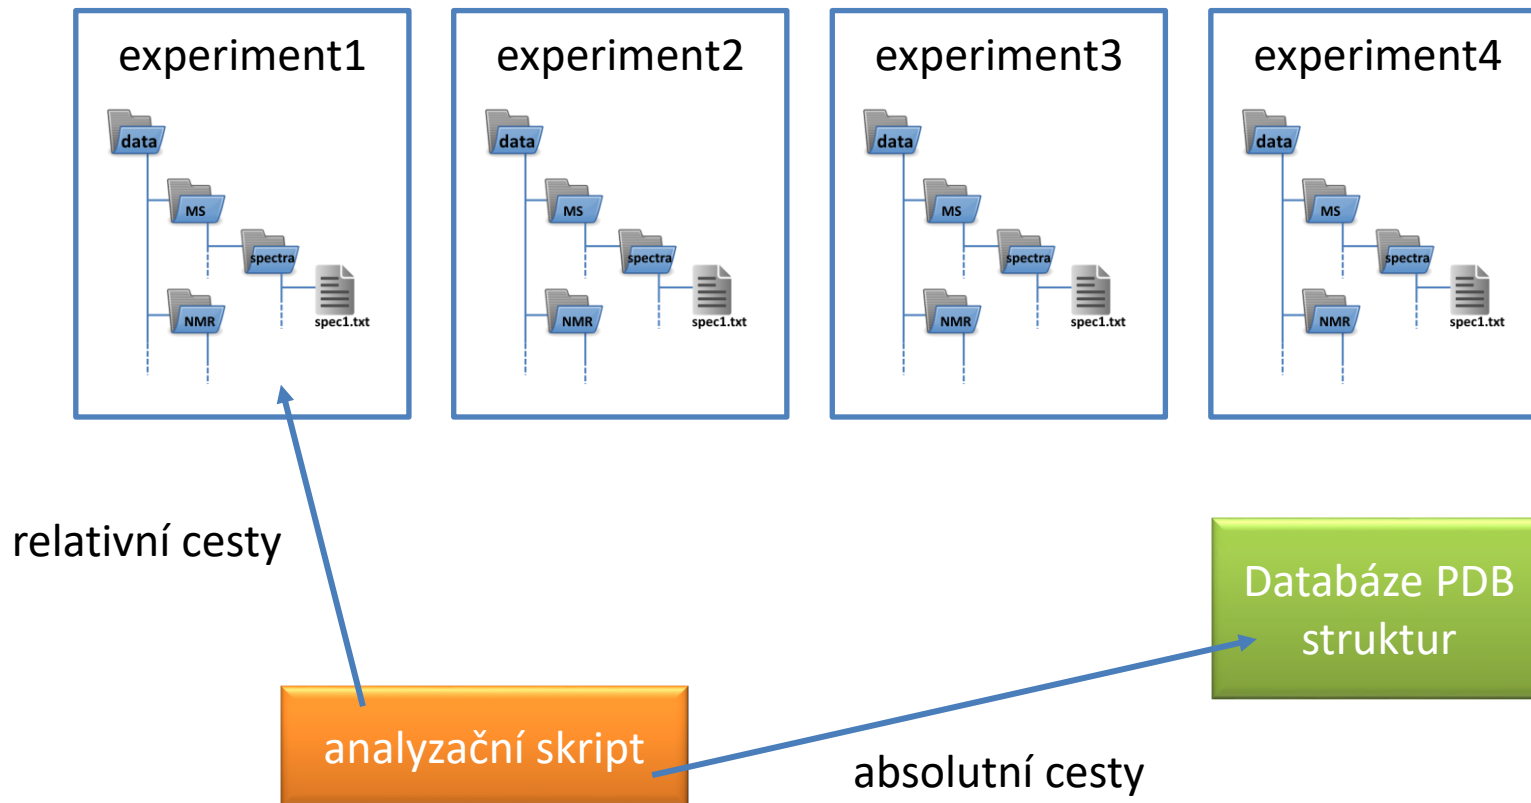 experiment1
data
MS
spectra
NMR
spec1.txt
experiment2
data
MS
spectra
NMR
spec1.txt
experiment3
data
MS
spectra
NMR
spec1.txt
experiment4
data
MS
spectra
NMR
spec1.txt
relativní cesty
Databáze PDB
struktur
analyzační skript
absolutní cesty